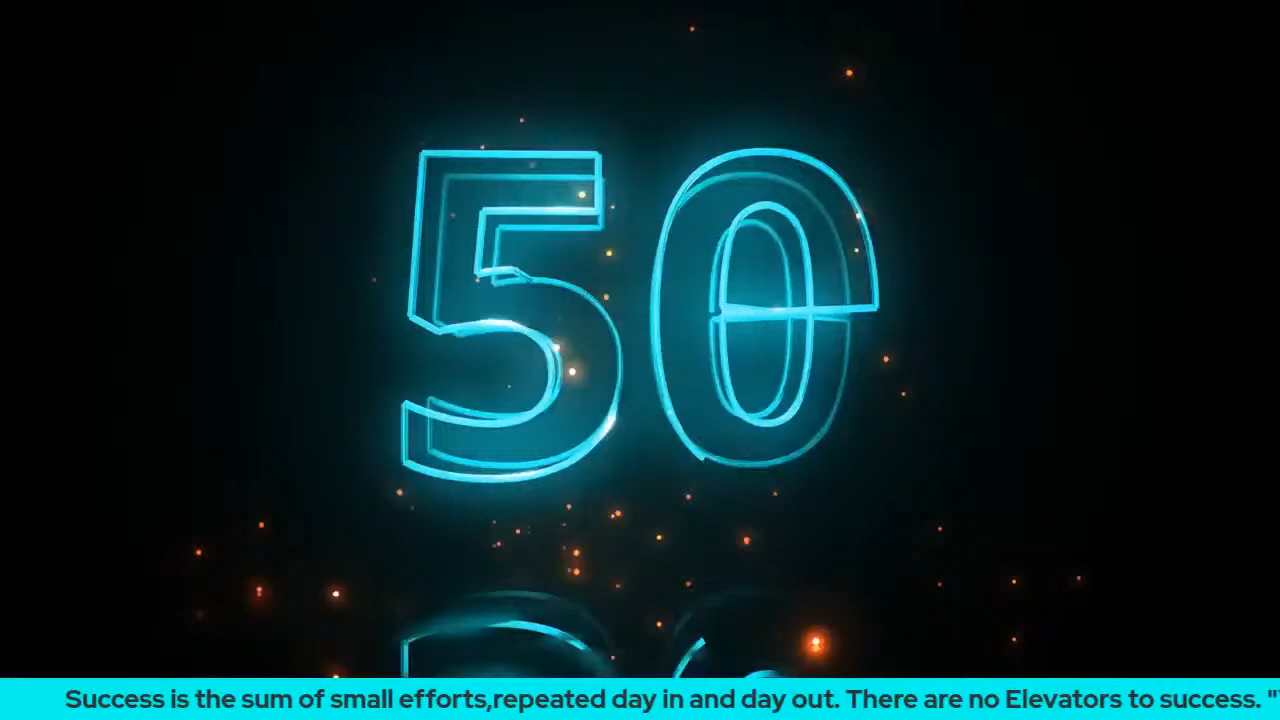 50
Success is the sum of small efforts,repeated day in and day out. There are no Elevators to success. "